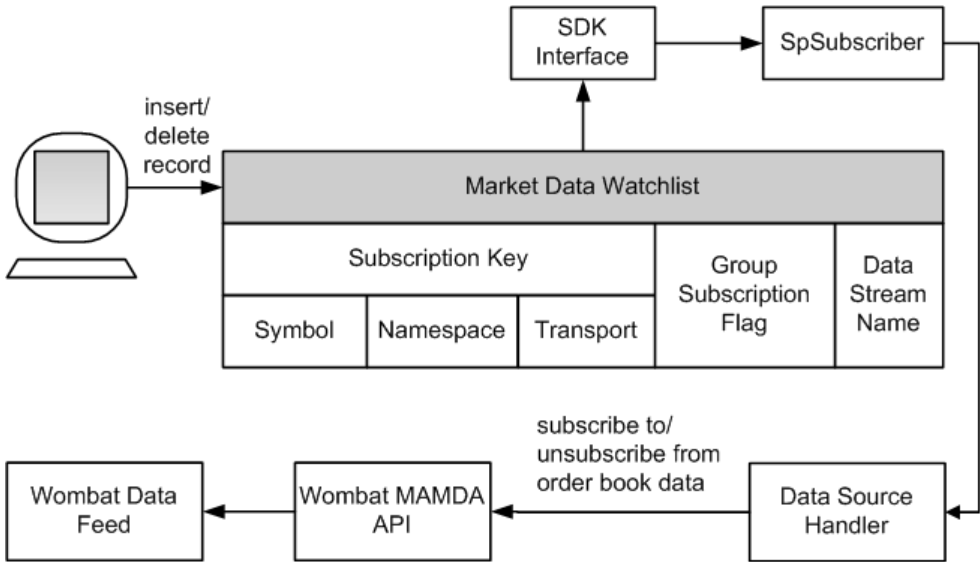 SDK
Interface
SpSubscriber
insert/
delete
record
Market Data Watchlist
Subscription Key
Group
Subscription
Flag
Data
Stream
Name
Symbol
Namespace
Transport
subscribe to/
unsubscribe from
order book data
Wombat Data
Feed
Wombat MAMDA
API
Data Source
Handler